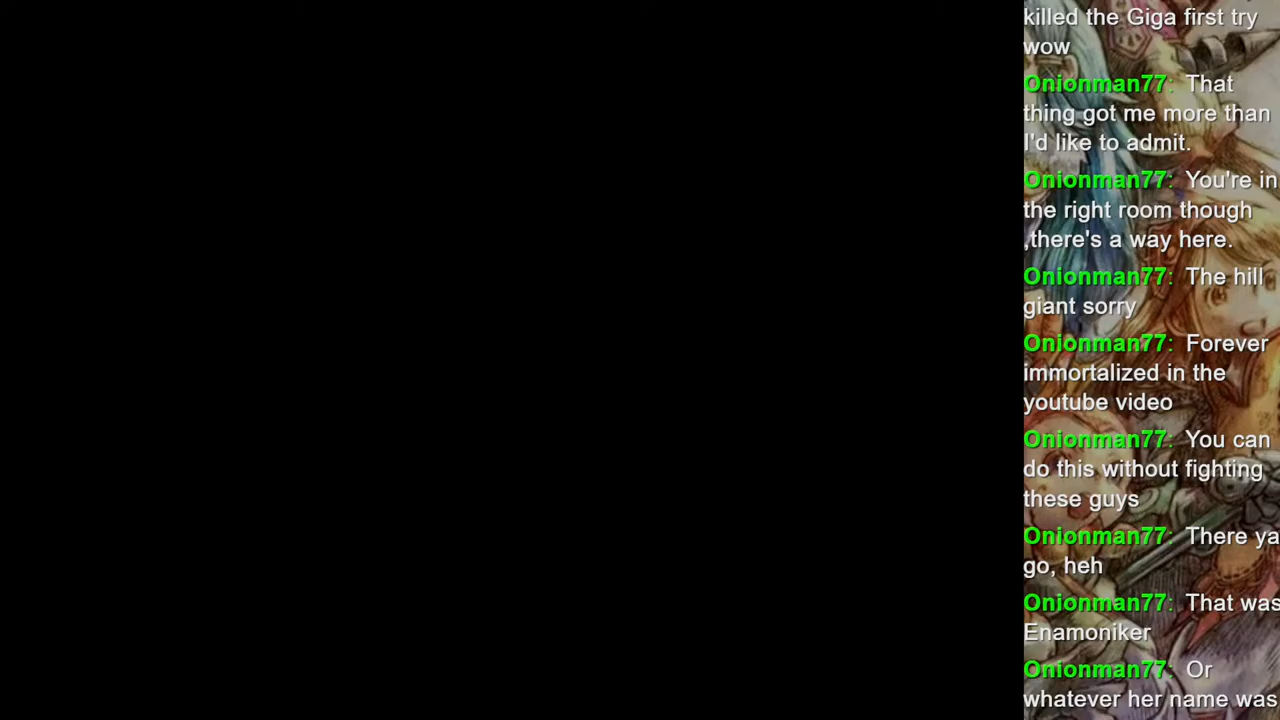 killed the Giga first try
wow
Onionman77: That
thing got me more than
I'd like to admit.
Onionman77: You're in
the right room though
,there's a way here.
Onionman77: The hill
giant sorry
Onionman77: Forever
immortalized in the
youtube video
Onionman77: You can
do this without fighting
these guys
Onionman77: There ya
go, heh
Onionman77: That was
Enamoniker
Onionman77: Or
whatever her name was